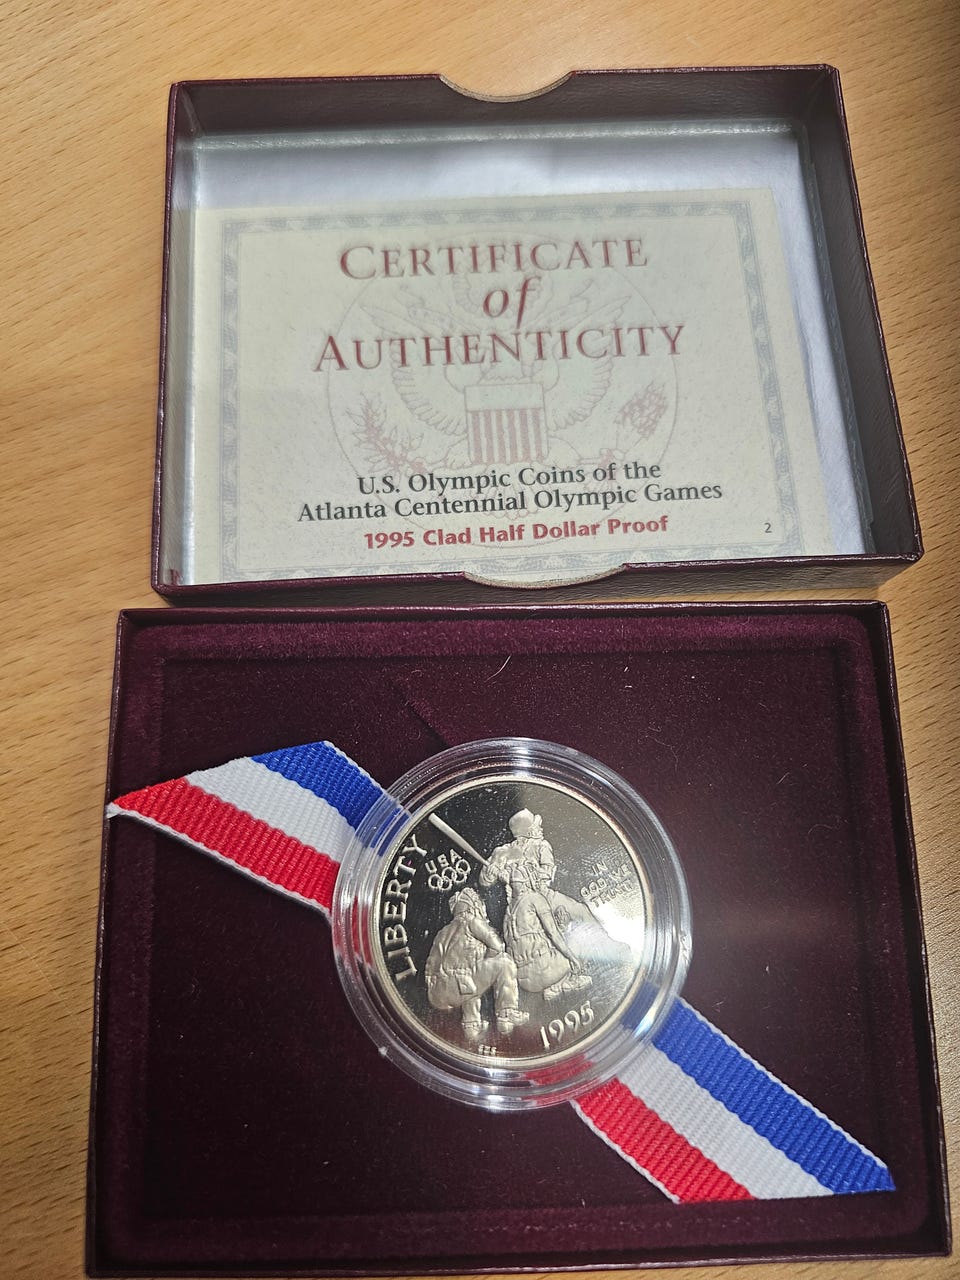 CERTIFICATE
of
AUTHENTICITY
U.S. Olympic Coins of the
Atlanta Centennial Olympic Games
1995 Clad Half Dollar Proof
2
LIBERTY
USA
IN
GOD WE
TRUST
1995